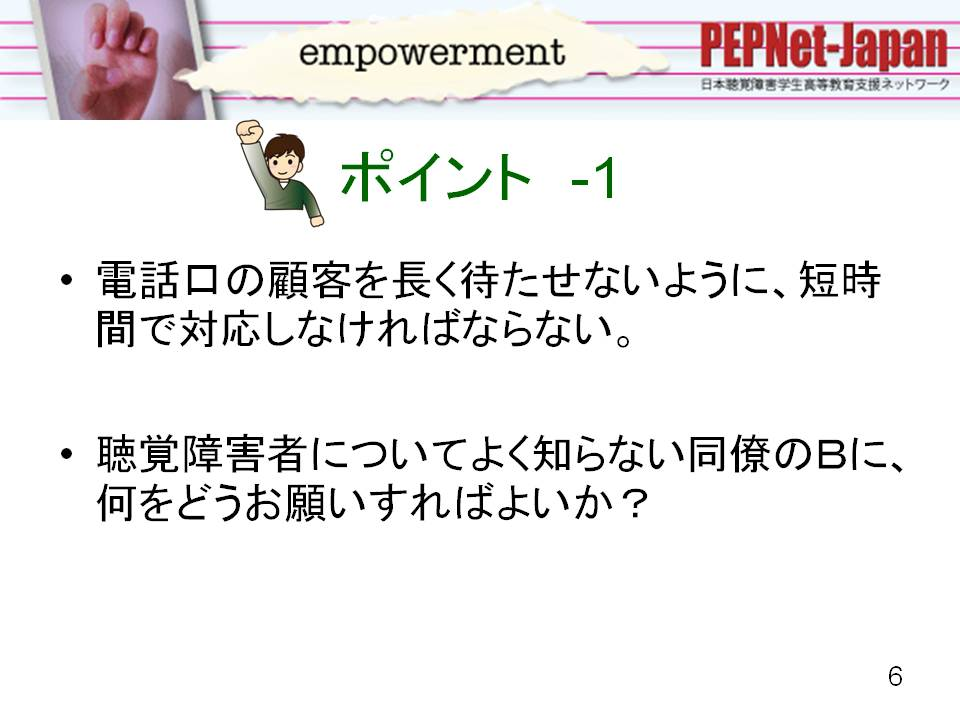 empowerment
PEPNet-Japan
日本聴覚障害学生高等教育支援ネットワーク
ポイント -1
• 電話口の顧客を長く待たせないように、短時
間で対応しなければならない。
• 聴覚障害者についてよく知らない同僚のＢに、
何をどうお願いすればよいか？
6